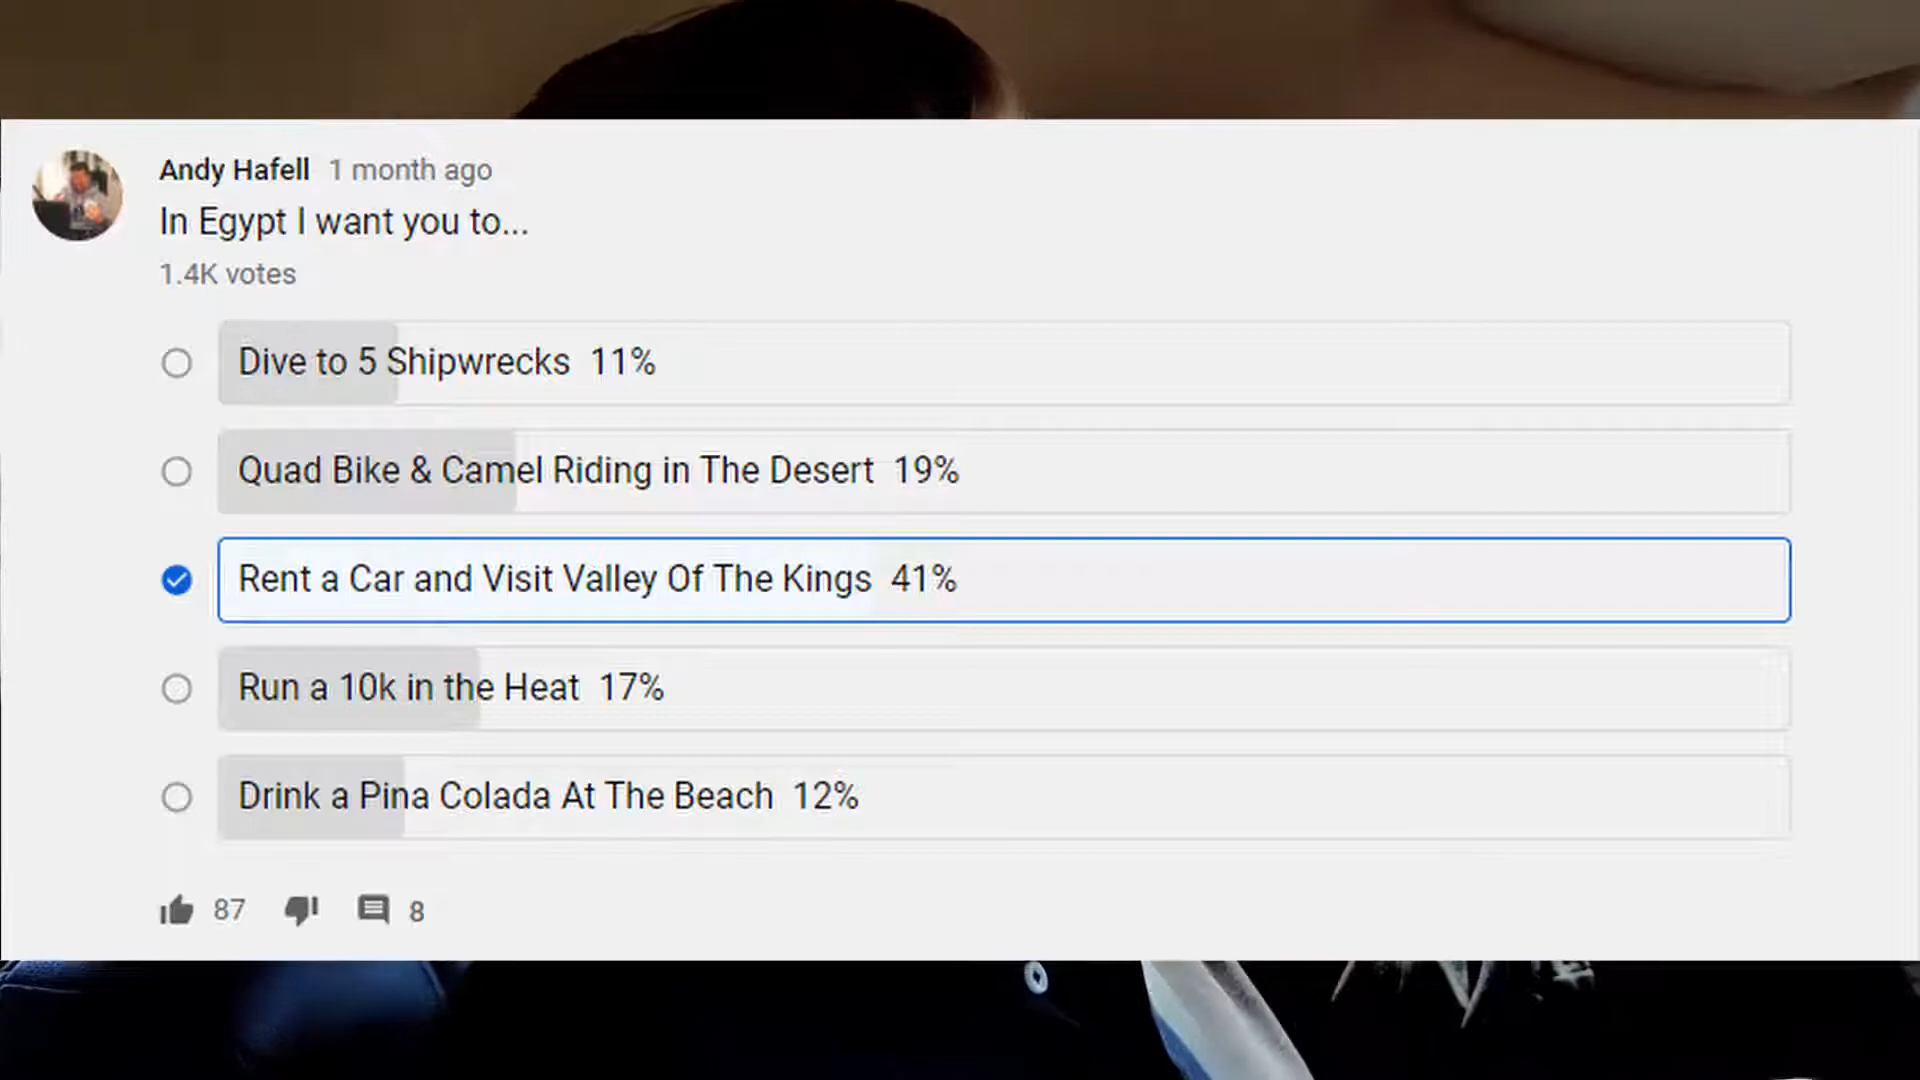 Andy Hafell 1 month ago
In Egypt I want you to...
1.4K votes
Dive to 5 Shipwrecks 11%
Quad Bike & Camel Riding in The Desert 19%
Rent a Car and Visit Valley Of The Kings 41%
Run a 10k in the Heat 17%
Drink a Pina Colada At The Beach 12%
87 8